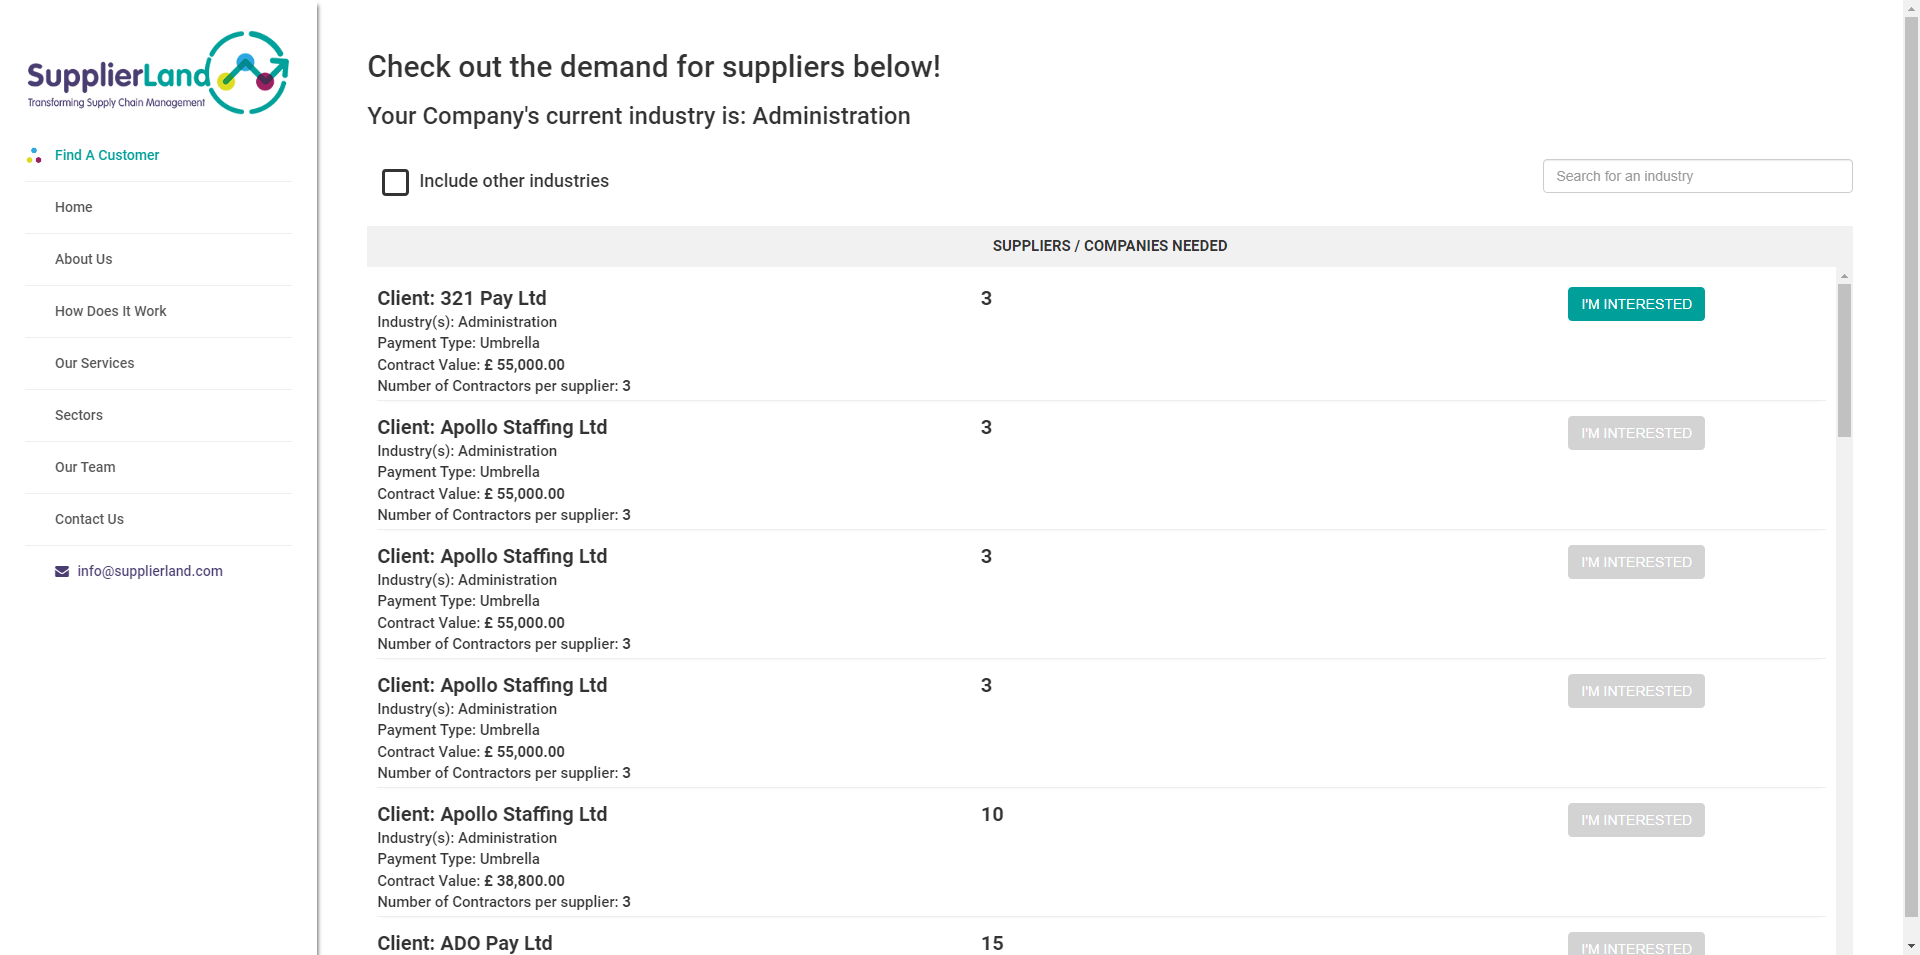 SupplierLand
Transforming Supply Chain Management
Find A Customer
Home
About Us
How Does It Work
Our Services
Sectors
Our Team
Contact Us
info@supplierland.com
Check out the demand for suppliers below!
Your Company's current industry is: Administration
Include other industries
Search for an industry
SUPPLIERS / COMPANIES NEEDED
Client: 321 Pay Ltd 3 I'M INTERESTED
Industry(s): Administration
Payment Type: Umbrella
Contract Value: £ 55,000.00
Number of Contractors per supplier: 3
Client: Apollo Staffing Ltd 3 I'M INTERESTED
Industry(s): Administration
Payment Type: Umbrella
Contract Value: £ 55,000.00
Number of Contractors per supplier: 3
Client: Apollo Staffing Ltd 3 I'M INTERESTED
Industry(s): Administration
Payment Type: Umbrella
Contract Value: £ 55,000.00
Number of Contractors per supplier: 3
Client: Apollo Staffing Ltd 3 I'M INTERESTED
Industry(s): Administration
Payment Type: Umbrella
Contract Value: £ 55,000.00
Number of Contractors per supplier: 3
Client: Apollo Staffing Ltd 10 I'M INTERESTED
Industry(s): Administration
Payment Type: Umbrella
Contract Value: £ 38,800.00
Number of Contractors per supplier: 3
Client: ADO Pay Ltd 15 I'M INTERESTED